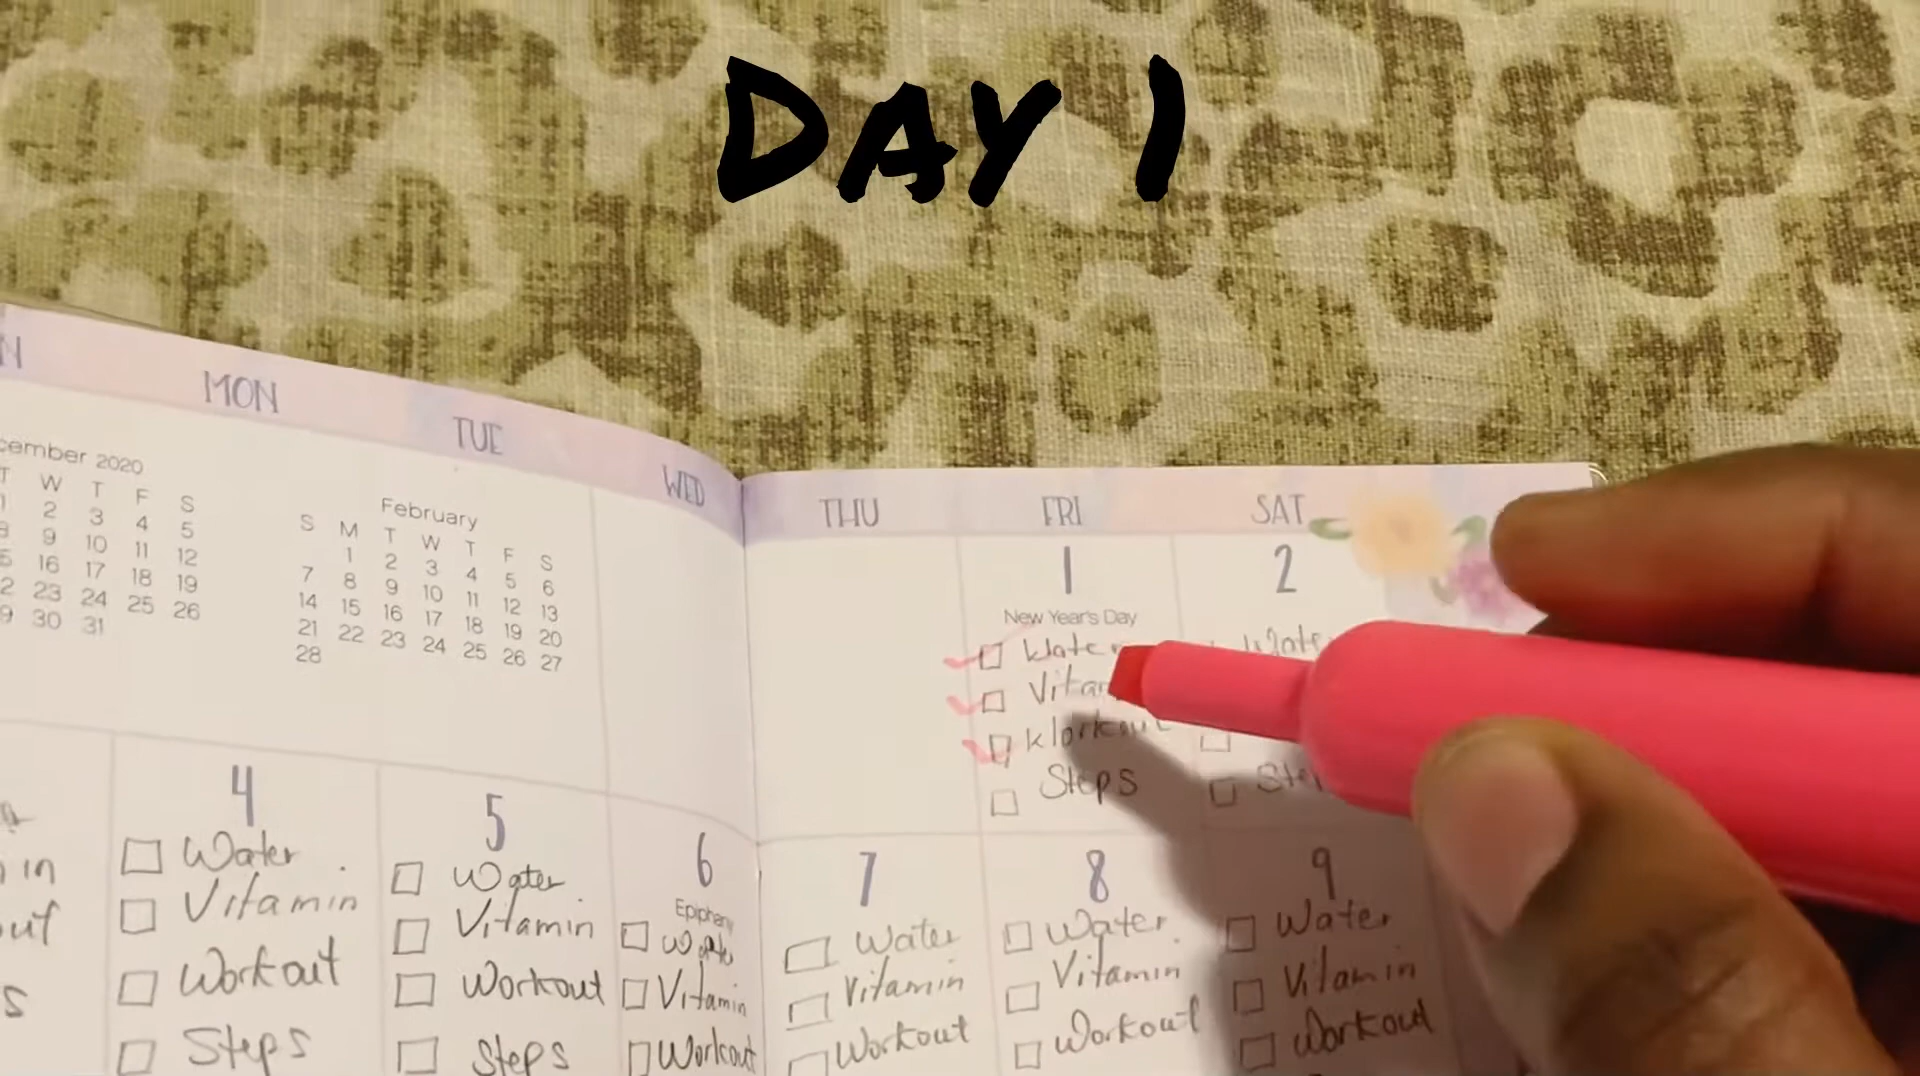 DAY 1
MON
TUE
WED
THU
FRI
SAT
2020
W T F S
2 3 4 5
9 10 11 12
16 17 18 19
23 24 25 26
30 31
February
S M T W T F S
1 2 3 4 5 6
7 8 9 10 11 12 13
14 15 16 17 18 19 20
21 22 23 24 25 26 27
28
1
New Year's Day
Steps
2
4
Water
Vitamin
Workout
Steps
5
Water
Vitamin
Workout
Steps
6
Epiphany
Water
Vitamin
Workout
7
Water
Vitamin
Workout
8
Water
Vitamin
Workout
9
Water
Vitamin
Workout